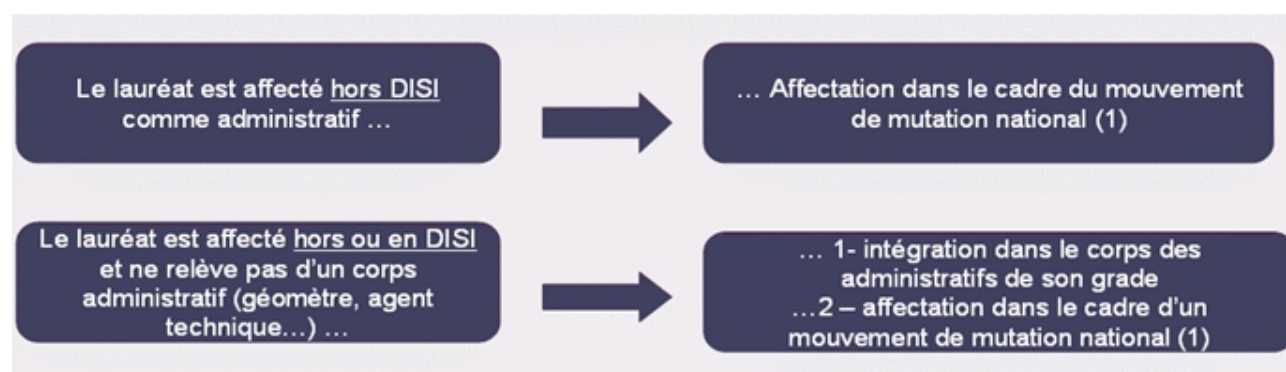 Le lauréat est affecté hors DISI
comme administratif ...
... Affectation dans le cadre du mouvement
de mutation national (1)
Le lauréat est affecté hors ou en DISI
et ne relève pas d'un corps
administratif (géomètre, agent
technique...) ...
... 1- intégration dans le corps des
administratifs de son grade
...2 – affectation dans le cadre d'un
mouvement de mutation national (1)